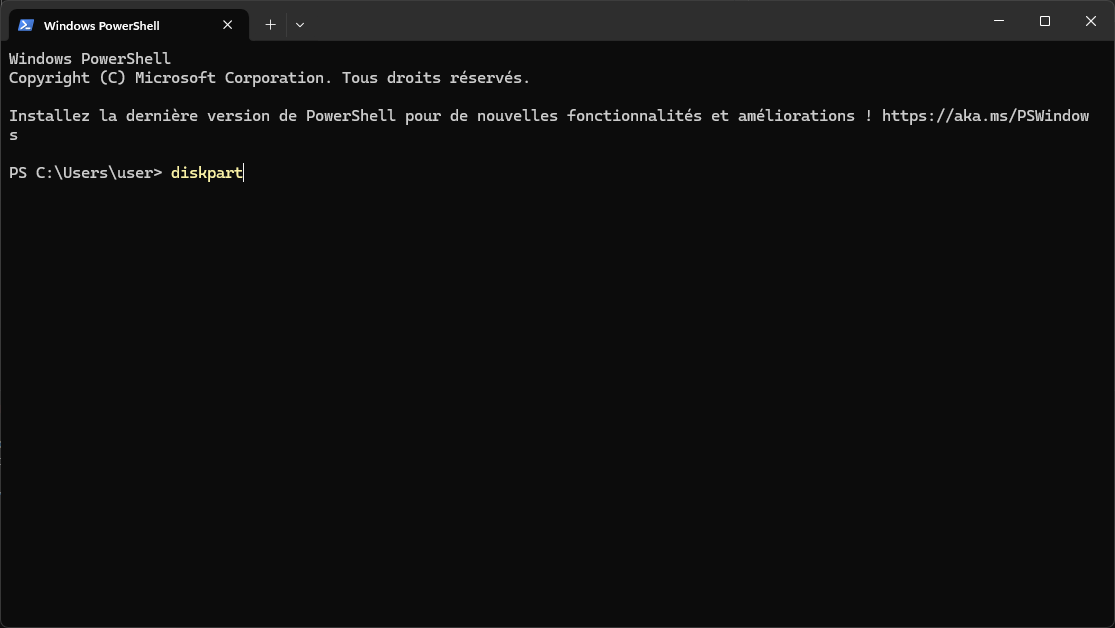 Windows PowerShell
Windows PowerShell
Copyright (C) Microsoft Corporation. Tous droits réservés.
Installez la dernière version de PowerShell pour de nouvelles fonctionnalités et améliorations ! https://aka.ms/PSWindow
s
PS C:\Users\user> diskpart